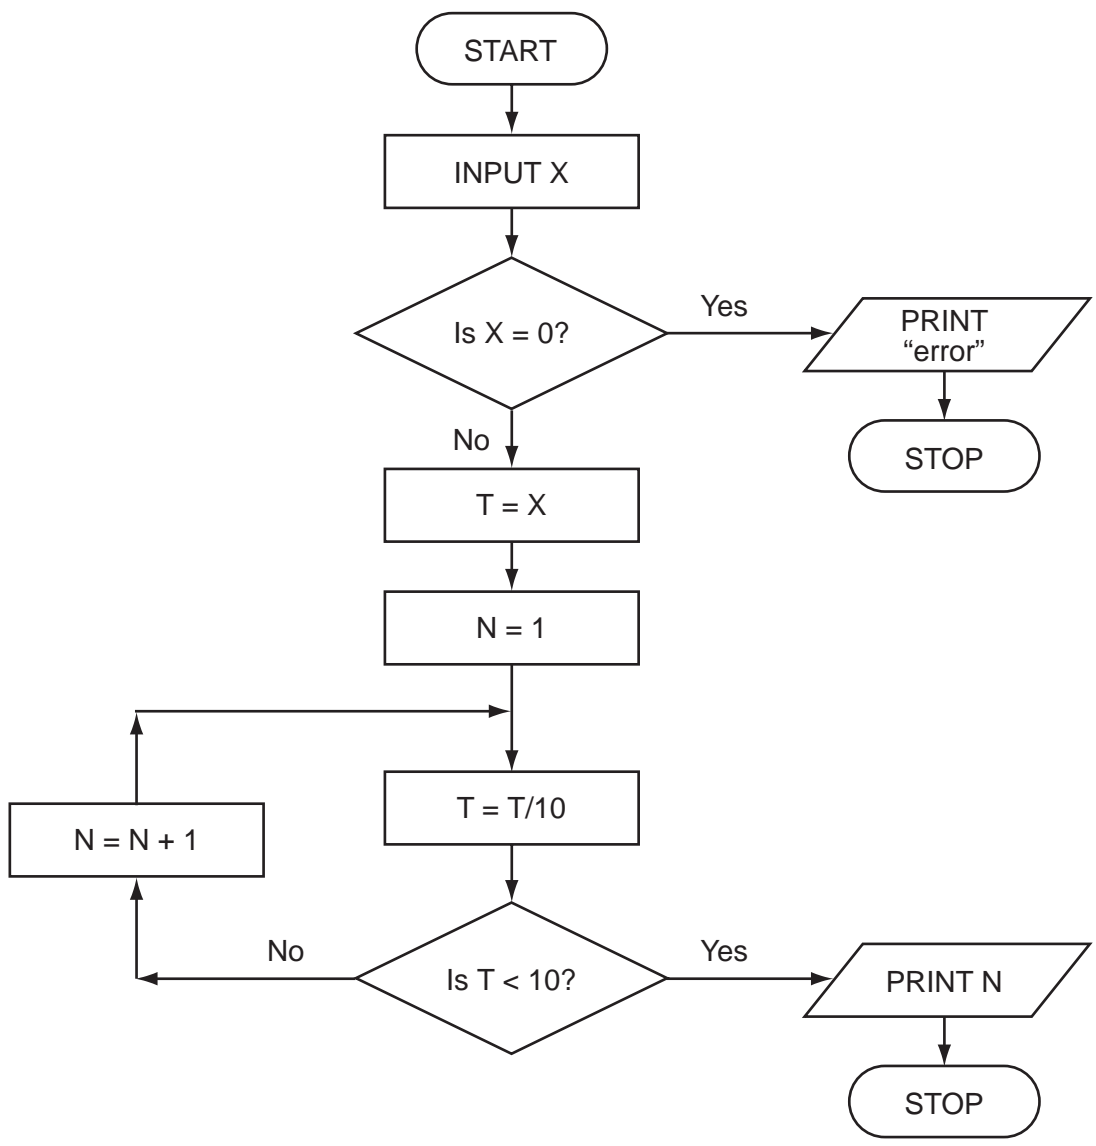 START
INPUT X
Is X = 0?
Yes
PRINT
“error”
STOP
No
T = X
N = 1
T = T/10
N = N + 1
Is T < 10?
No
Yes
PRINT N
STOP